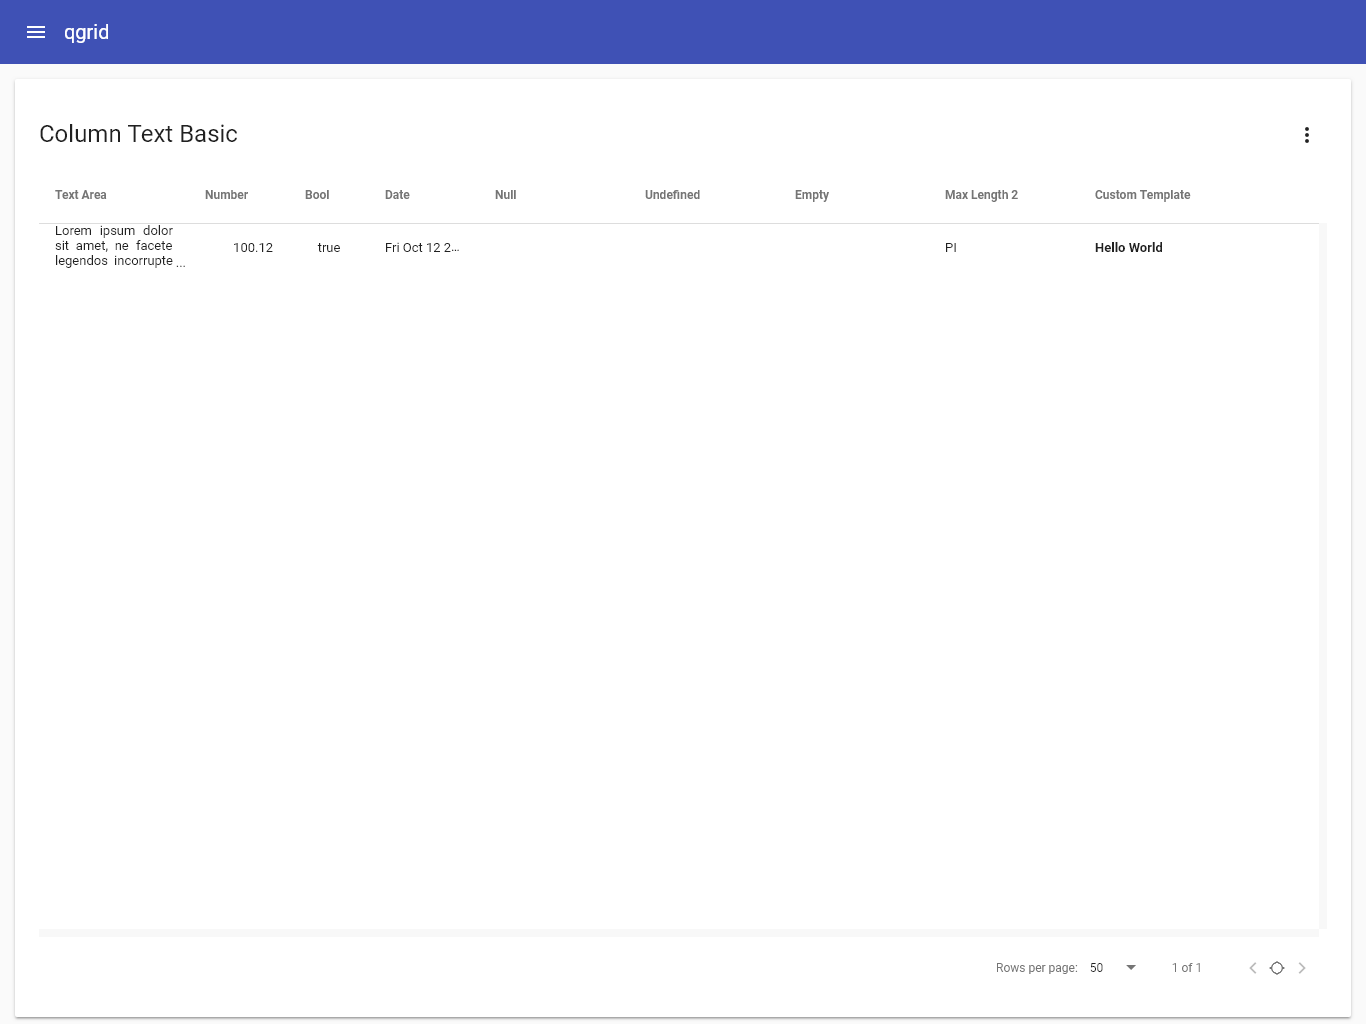 qgrid
Column Text Basic
Text Area Number Bool Date Null Undefined Empty Max Length 2 Custom Template
Lorem ipsum dolor
sit amet, ne facete
legendos incorrupte ...
100.12 true Fri Oct 12 2... PI Hello World
Rows per page: 50 1 of 1